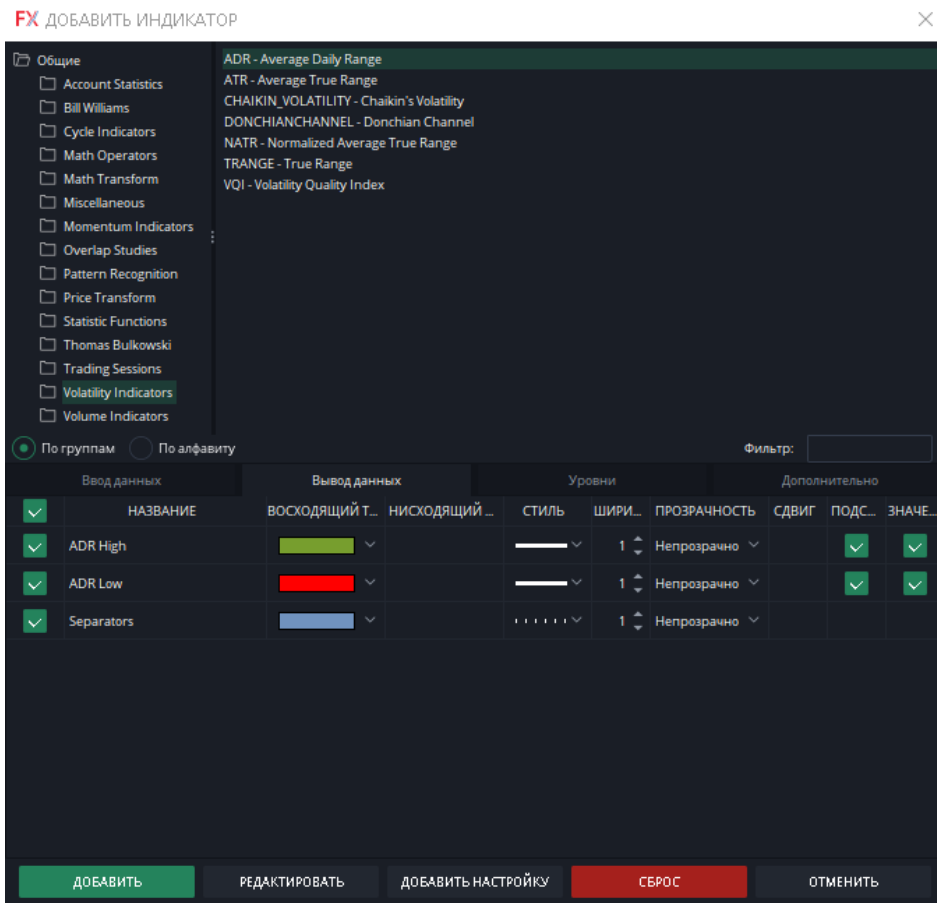 FX ДОБАВИТЬ ИНДИКАТОР
Общие
Account Statistics
Bill Williams
Cycle Indicators
Math Operators
Math Transform
Miscellaneous
Momentum Indicators
Overlap Studies
Pattern Recognition
Price Transform
Statistic Functions
Thomas Bulkowski
Trading Sessions
Volatility Indicators
Volume Indicators
ADR - Average Daily Range
ATR - Average True Range
CHAIKIN_VOLATILITY - Chaikin's Volatility
DONCHIANCHANNEL - Donchian Channel
NATR - Normalized Average True Range
TRANGE - True Range
VQI - Volatility Quality Index
По группам По алфавиту Фильтр:
Ввод данных Вывод данных Уровни Дополнительно
НАЗВАНИЕ ВОСХОДЯЩИЙ Т... НИСХОДЯЩИЙ ... СТИЛЬ ШИРИ... ПРОЗРАЧНОСТЬ СДВИГ ПОДС... ЗНАЧЕ...
ADR High 1 Непрозрачно
ADR Low 1 Непрозрачно
Separators 1 Непрозрачно
ДОБАВИТЬ РЕДАКТИРОВАТЬ ДОБАВИТЬ НАСТРОЙКУ СБРОС ОТМЕНИТЬ